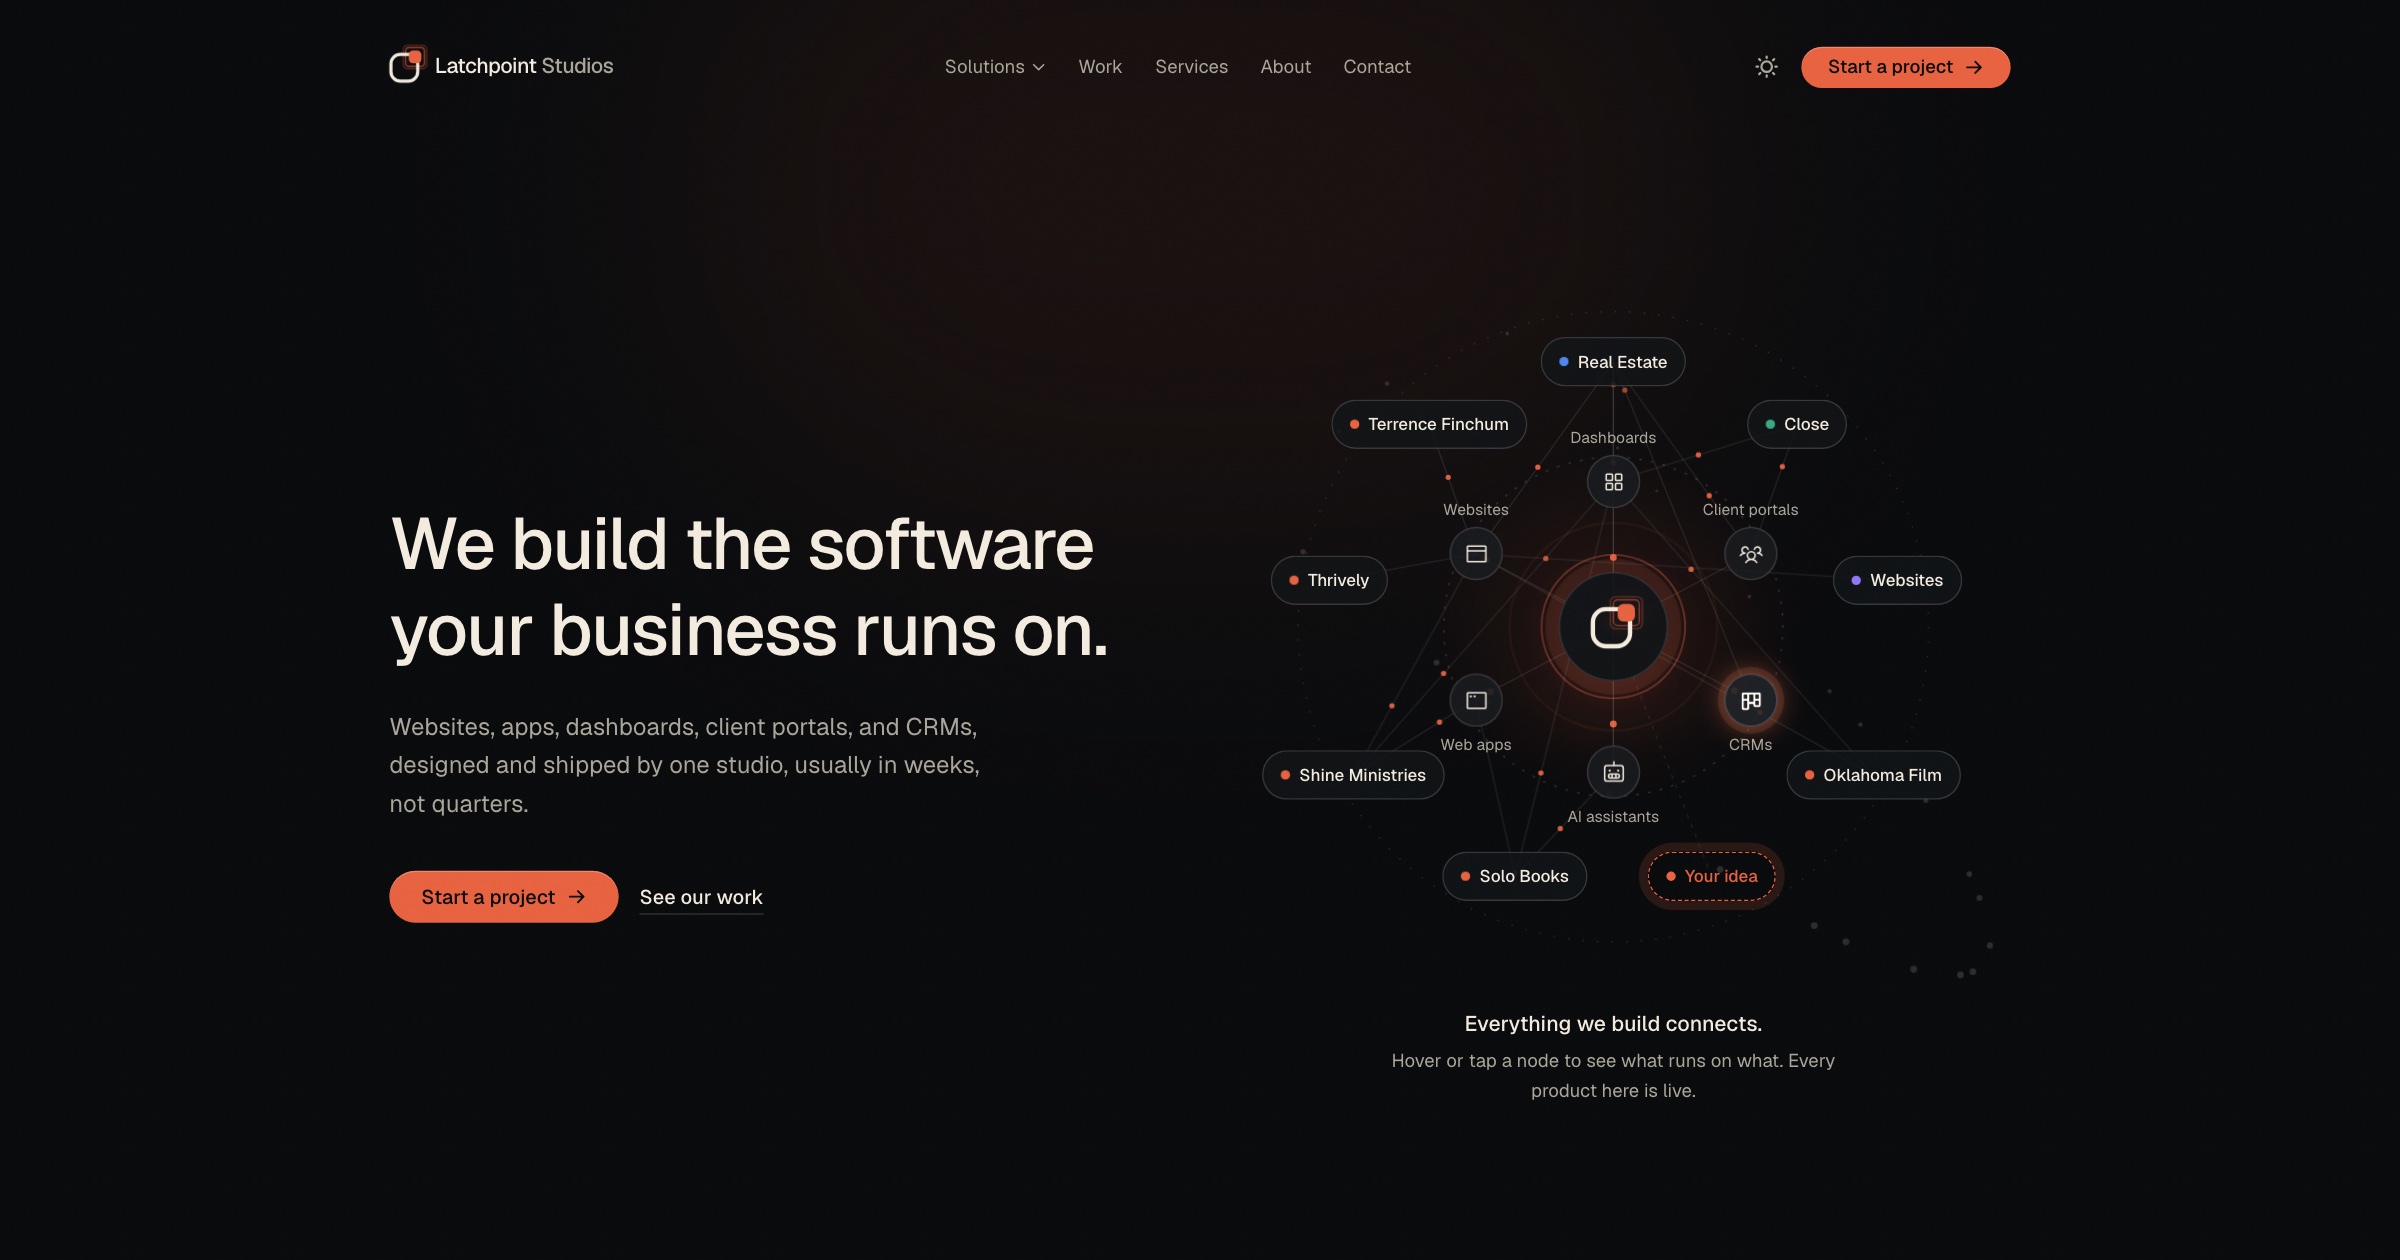 Latchpoint Studios
Solutions
Work
Services
About
Contact
Start a project
We build the software
your business runs on.
Websites, apps, dashboards, client portals, and CRMs,
designed and shipped by one studio, usually in weeks,
not quarters.
Start a project
See our work
Real Estate
Terrence Finchum
Close
Dashboards
Websites
Client portals
Thrively
Websites
Web apps
CRMs
Shine Ministries
Oklahoma Film
AI assistants
Solo Books
Your idea
Everything we build connects.
Hover or tap a node to see what runs on what. Every
product here is live.